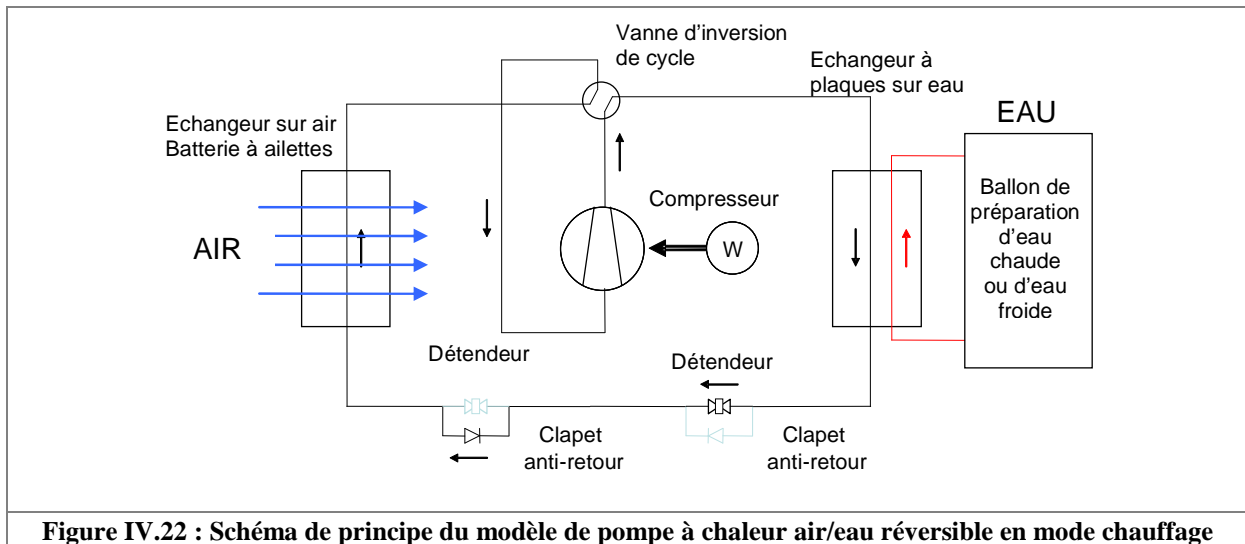 Vanne d'inversion
de cycle
Echangeur à
plaques sur eau
EAU
Echangeur sur air
Batterie à ailettes
Compresseur
Ballon de
préparation
d'eau
chaude
ou d'eau
froide
AIR
W
Détendeur
Détendeur
Clapet
anti-retour
Clapet
anti-retour
Figure IV.22 : Schéma de principe du modèle de pompe à chaleur air/eau réversible en mode chauffage